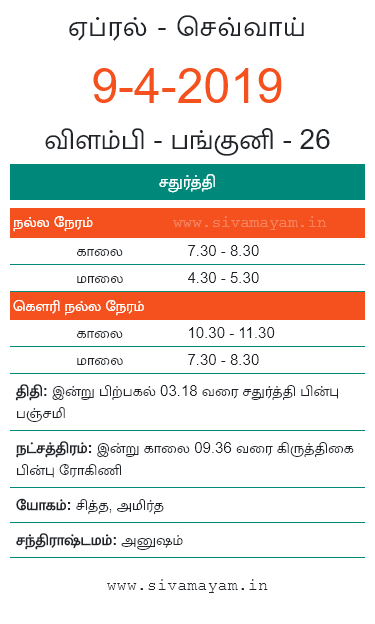 ஏப்ரல் - செவ்வாய்
9-4-2019
விளம்பி - பங்குனி - 26
சதுர்த்தி
நல்ல நேரம் www.sivamayam.in
காலை 7.30 - 8.30
மாலை 4.30 - 5.30
கௌரி நல்ல நேரம்
காலை 10.30 - 11.30
மாலை 7.30 - 8.30
திதி: இன்று பிற்பகல் 03.18 வரை சதுர்த்தி பின்பு
பஞ்சமி
நட்சத்திரம்: இன்று காலை 09.36 வரை கிருத்திகை
பின்பு ரோகிணி
யோகம்: சித்த, அமிர்த
சந்திராஷ்டமம்: அனுஷம்
www.sivamayam.in